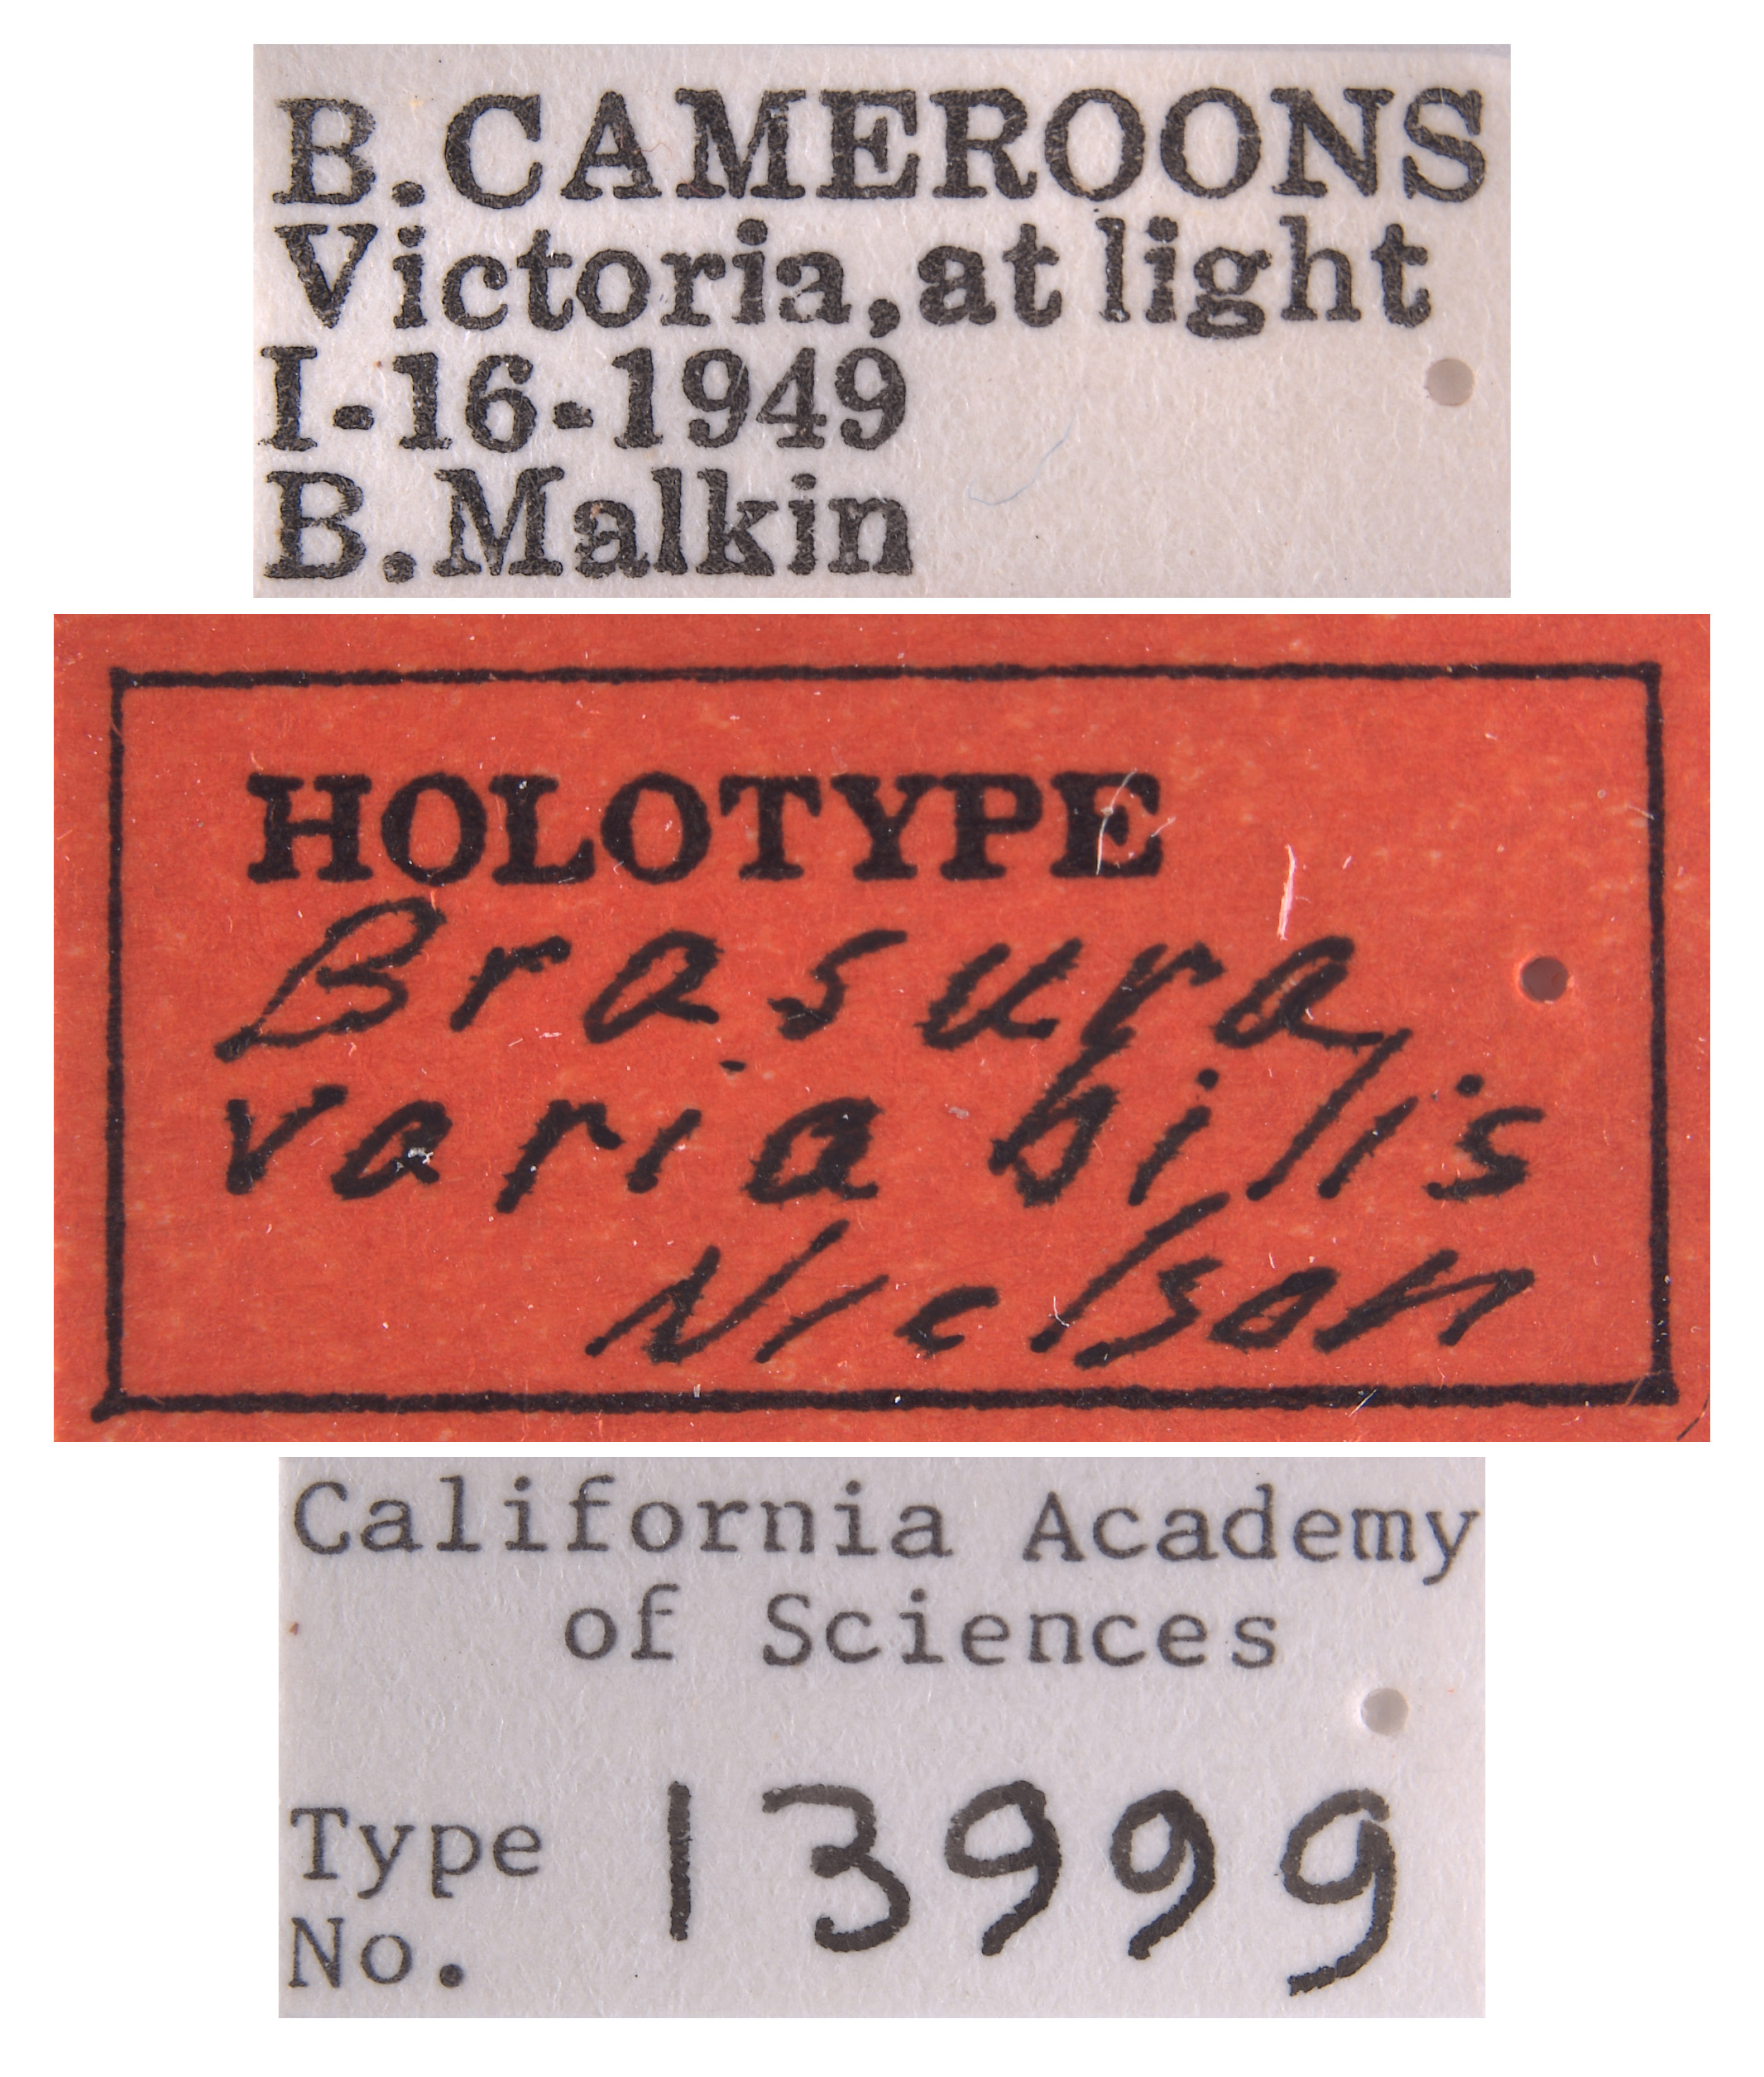 B.CAMEROONS
Victoria, at light
I-16-1949
B.Malkin
HOLOTYPE
Brasura
variabilis
Nielson
California Academy
of Sciences
Type
No. 13999